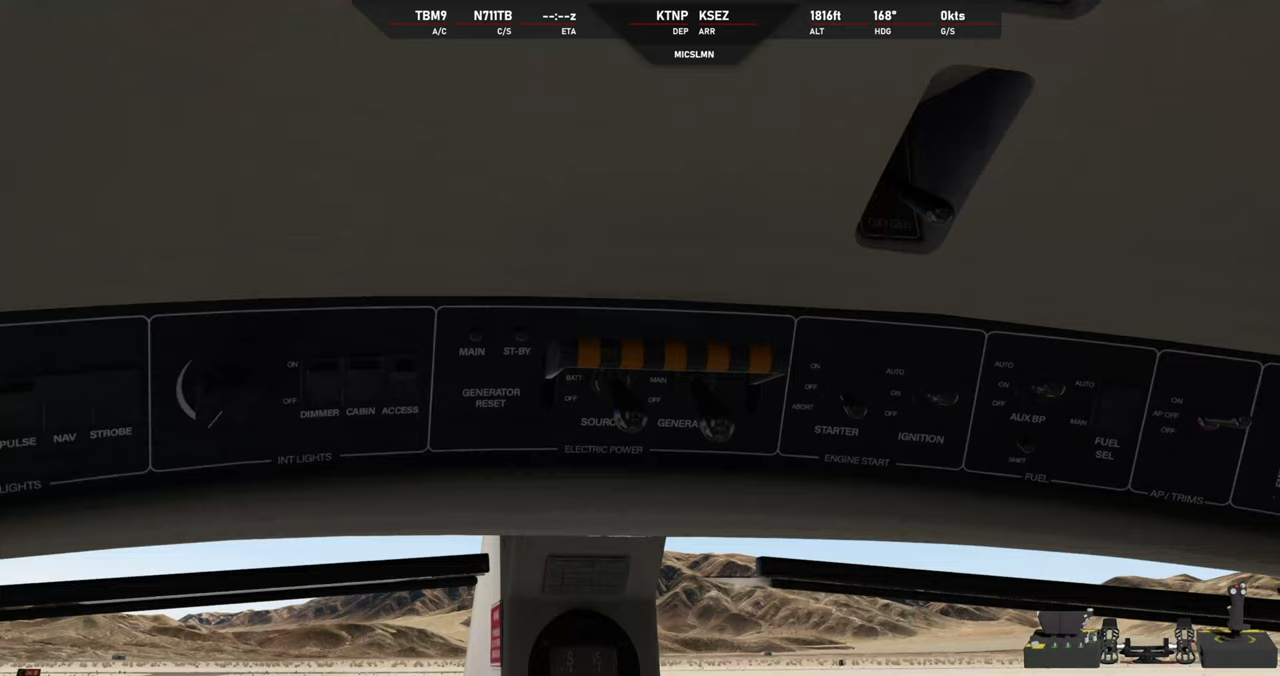 TBM9 N711TB --:--z KTNP KSEZ 1816ft 168° 0kts
A/C C/S ETA DEP ARR ALT HDG G/S
MICSLMN
PULSE NAV STROBE
LIGHTS
ON
OFF
DIMMER CABIN ACCESS
INT LIGHTS
MAIN ST-BY
GENERATOR
RESET
BATT
OFF
MAIN
OFF
SOURC
GENERA
ELECTRIC POWER
ON
OFF
ABORT
STARTER
AUTO
ON
OFF
IGNITION
ENGINE START
AUTO
ON
OFF
AUX BP
SHIFT
AUTO
MAN
FUEL
SEL
FUEL
ON
AP OFF
OFF
AP / TRIMS